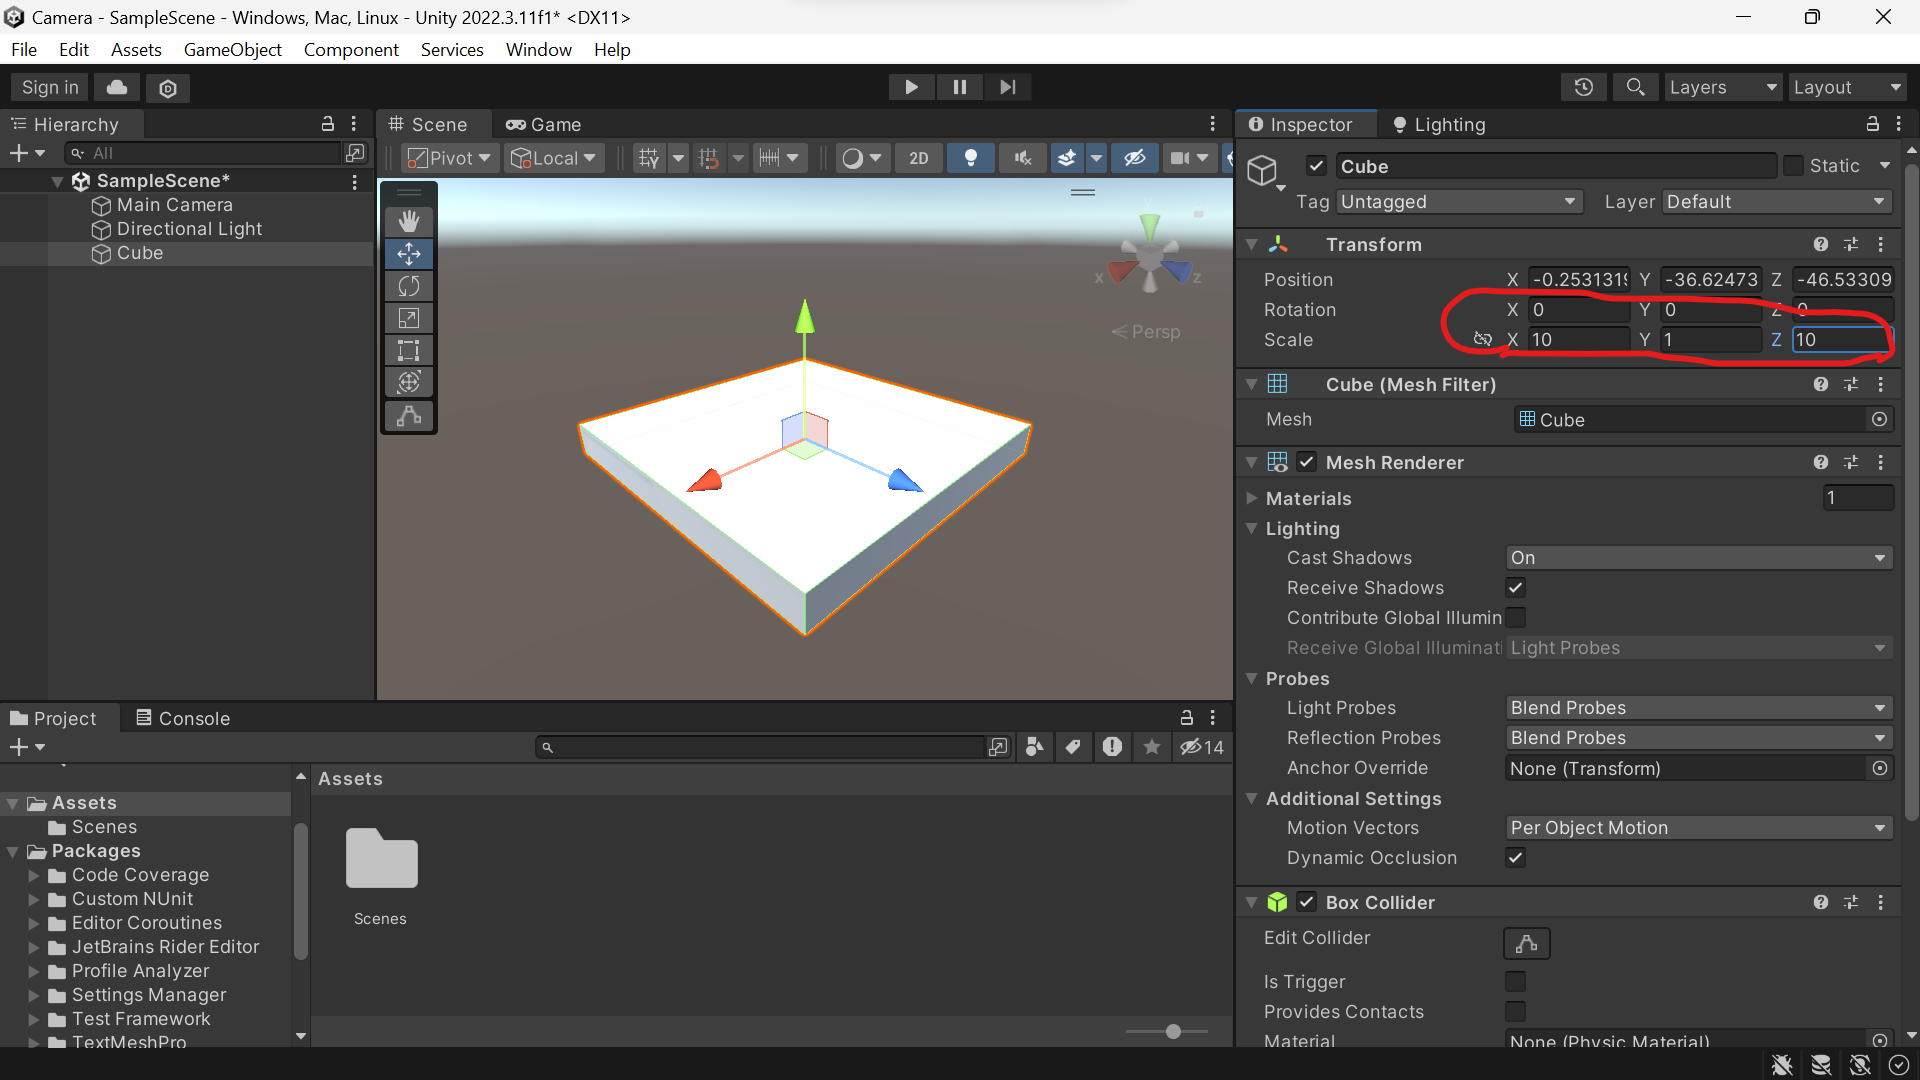 Camera - SampleScene - Windows, Mac, Linux - Unity 2022.3.11f1* <DX11>
File Edit Assets GameObject Component Services Window Help
Sign in
Layers
Layout
Hierarchy
All
SampleScene*
Main Camera
Directional Light
Cube
Scene
Game
Pivot
Local
2D
Y
X
Z
Persp
Inspector
Lighting
Cube
Static
Tag Untagged
Layer Default
Transform
Position X -0.253131 Y -36.62473 Z -46.53309
Rotation X 0 Y 0 Z 0
Scale X 10 Y 1 Z 10
Cube (Mesh Filter)
Mesh Cube
Mesh Renderer
Materials 1
Lighting
Cast Shadows On
Receive Shadows
Contribute Global Illumin
Receive Global Illuminati Light Probes
Probes
Light Probes Blend Probes
Reflection Probes Blend Probes
Anchor Override None (Transform)
Additional Settings
Motion Vectors Per Object Motion
Dynamic Occlusion
Box Collider
Edit Collider
Is Trigger
Provides Contacts
Material None (Physic Material)
Project
Console
14
Assets
Scenes
Packages
Code Coverage
Custom NUnit
Editor Coroutines
JetBrains Rider Editor
Profile Analyzer
Settings Manager
Test Framework
TextMeshPro
Assets
Scenes